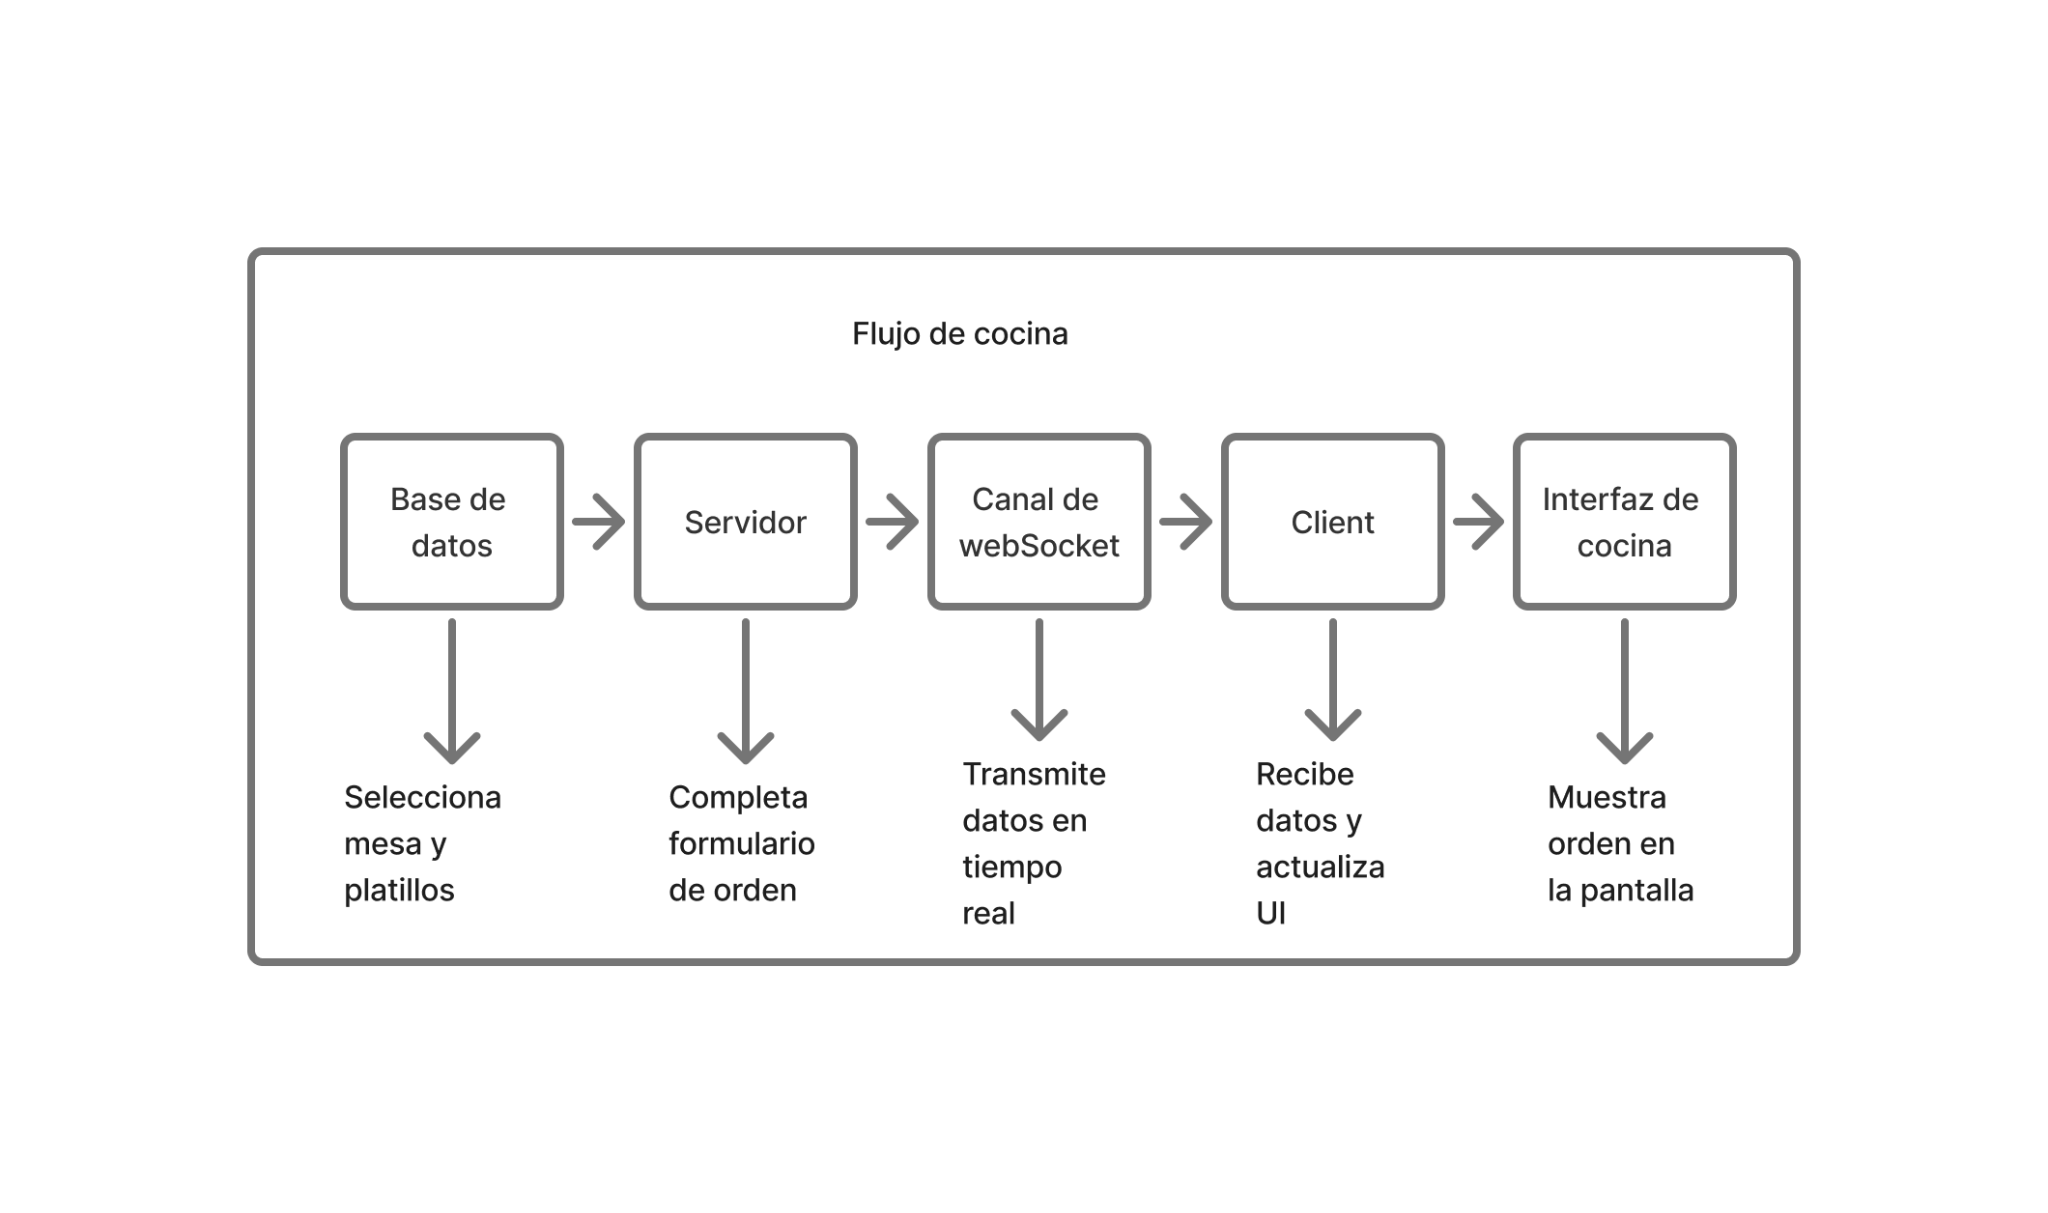 Flujo de cocina
Base de
datos
Servidor
Canal de
webSocket
Client
Interfaz de
cocina
Selecciona
mesa y
platillos
Completa
formulario
de orden
Transmite
datos en
tiempo
real
Recibe
datos y
actualiza
UI
Muestra
orden en
la pantalla